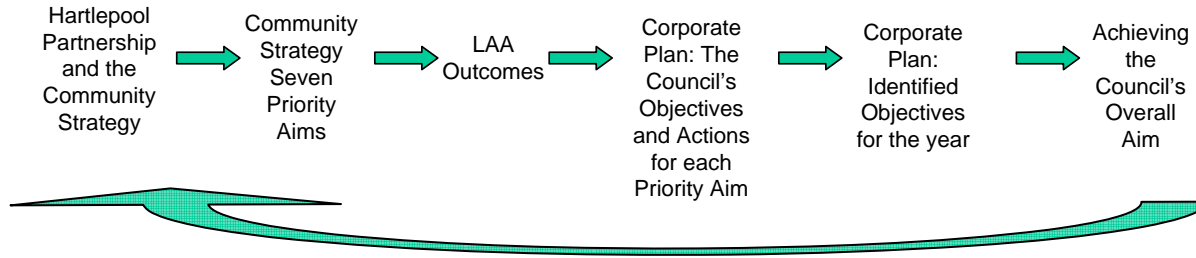 Hartlepool
Partnership
and the
Community
Strategy
Community
Strategy
Seven
Priority
Aims
LAA
Outcomes
Corporate
Plan: The
Council's
Objectives
and Actions
for each
Priority Aim
Corporate
Plan:
Identified
Objectives
for the year
Achieving
the
Council's
Overall
Aim